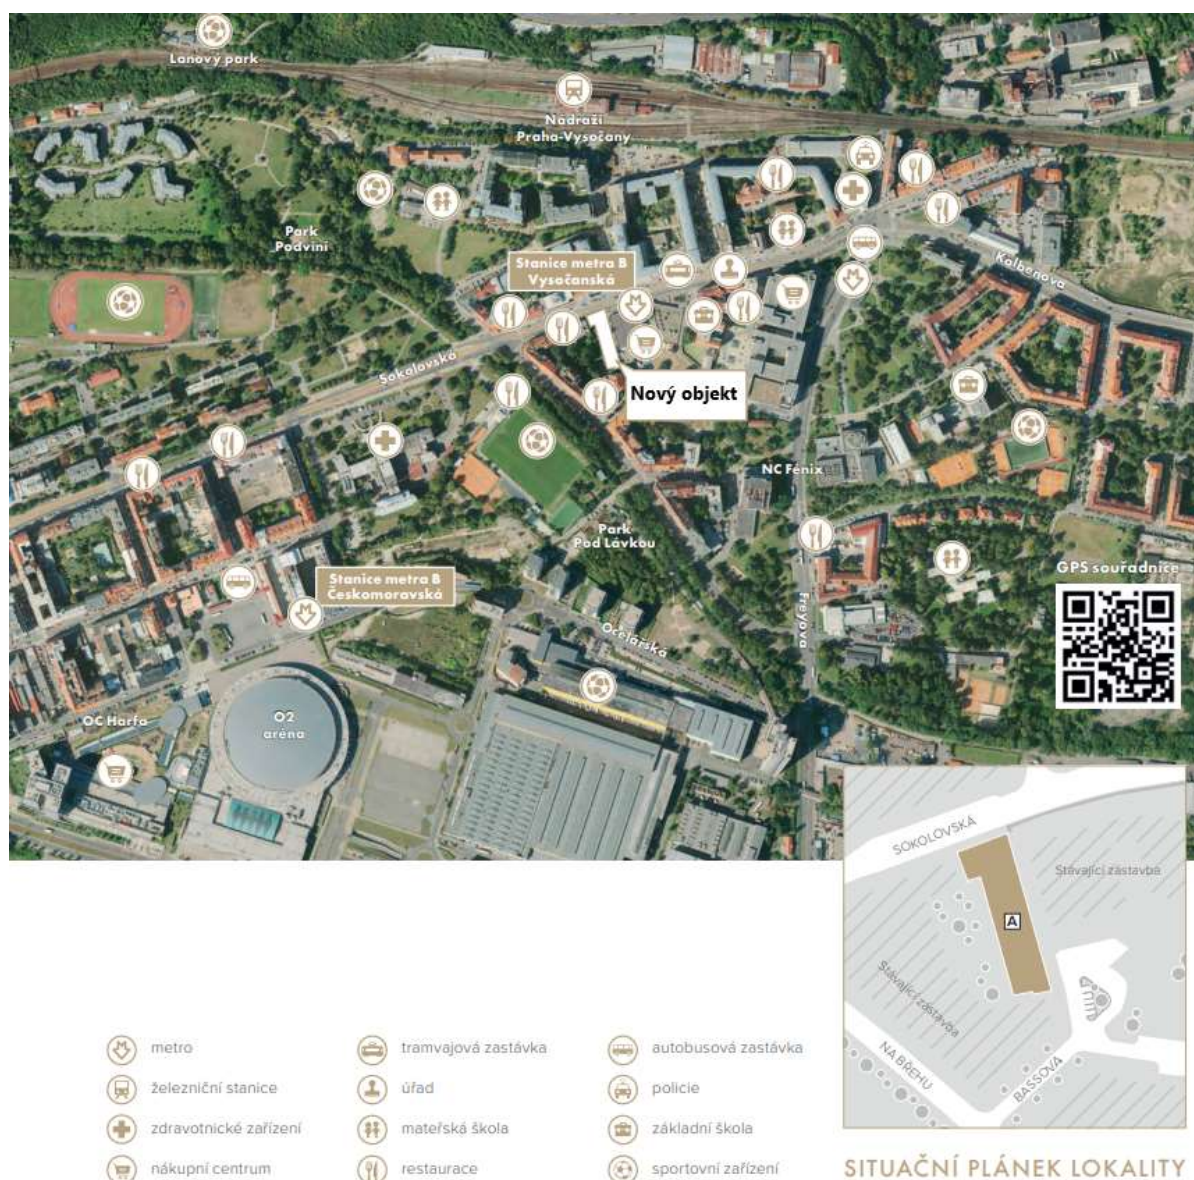 Lanový park
Nádraží
Praha-Vysočany
Park
Podviní
Stanice metra B
Vysočanská
Kolbenova
Sokolovská
Nový objekt
NC Fénix
Park
Pod Lávkou
GPS souřadnice
Stanice metra B
Českomoravská
Freyova
Ocelářská
OC Harfa
O2
aréna
SOKOLOVSKÁ
Stávající zástavba
A
Stávající zástavba
NA BŘEHU
BASSOVA
metro
tramvajová zastávka
autobusová zastávka
železniční stanice
úřad
policie
zdravotnické zařízení
mateřská škola
základní škola
nákupní centrum
restaurace
sportovní zařízení
SITUAČNÍ PLÁNEK LOKALITY